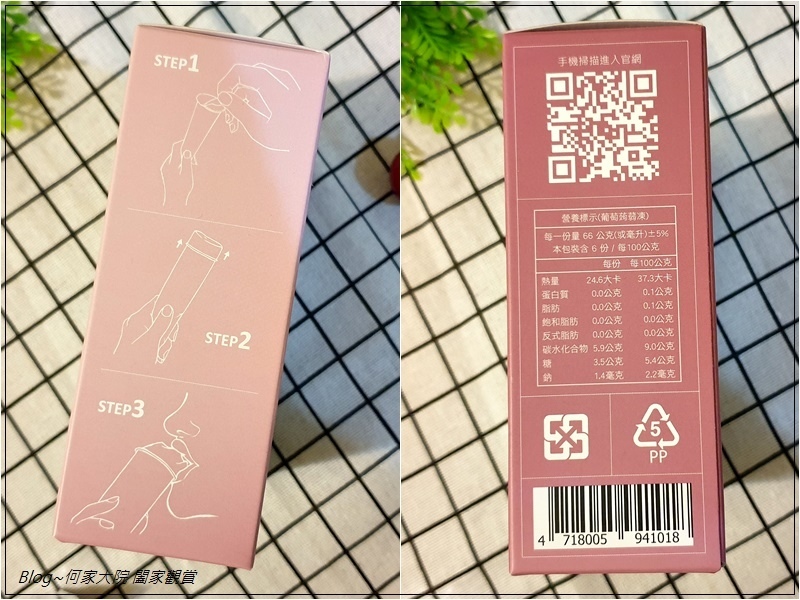 STEP1
STEP2
STEP3
Blog~何家大院 闔家觀賞
手機掃描進入官網
營養標示(葡萄蒟蒻凍)
每一份量 66 公克(或毫升)±5%
本包裝含 6 份 / 每100公克
每份 每100公克
熱量 24.6大卡 37.3大卡
蛋白質 0.0公克 0.1公克
脂肪 0.0公克 0.1公克
飽和脂肪 0.0公克 0.0公克
反式脂肪 0.0公克 0.0公克
碳水化合物 5.9公克 9.0公克
糖 3.5公克 5.4公克
鈉 1.4毫克 2.2毫克
5
PP
4 718005 941018